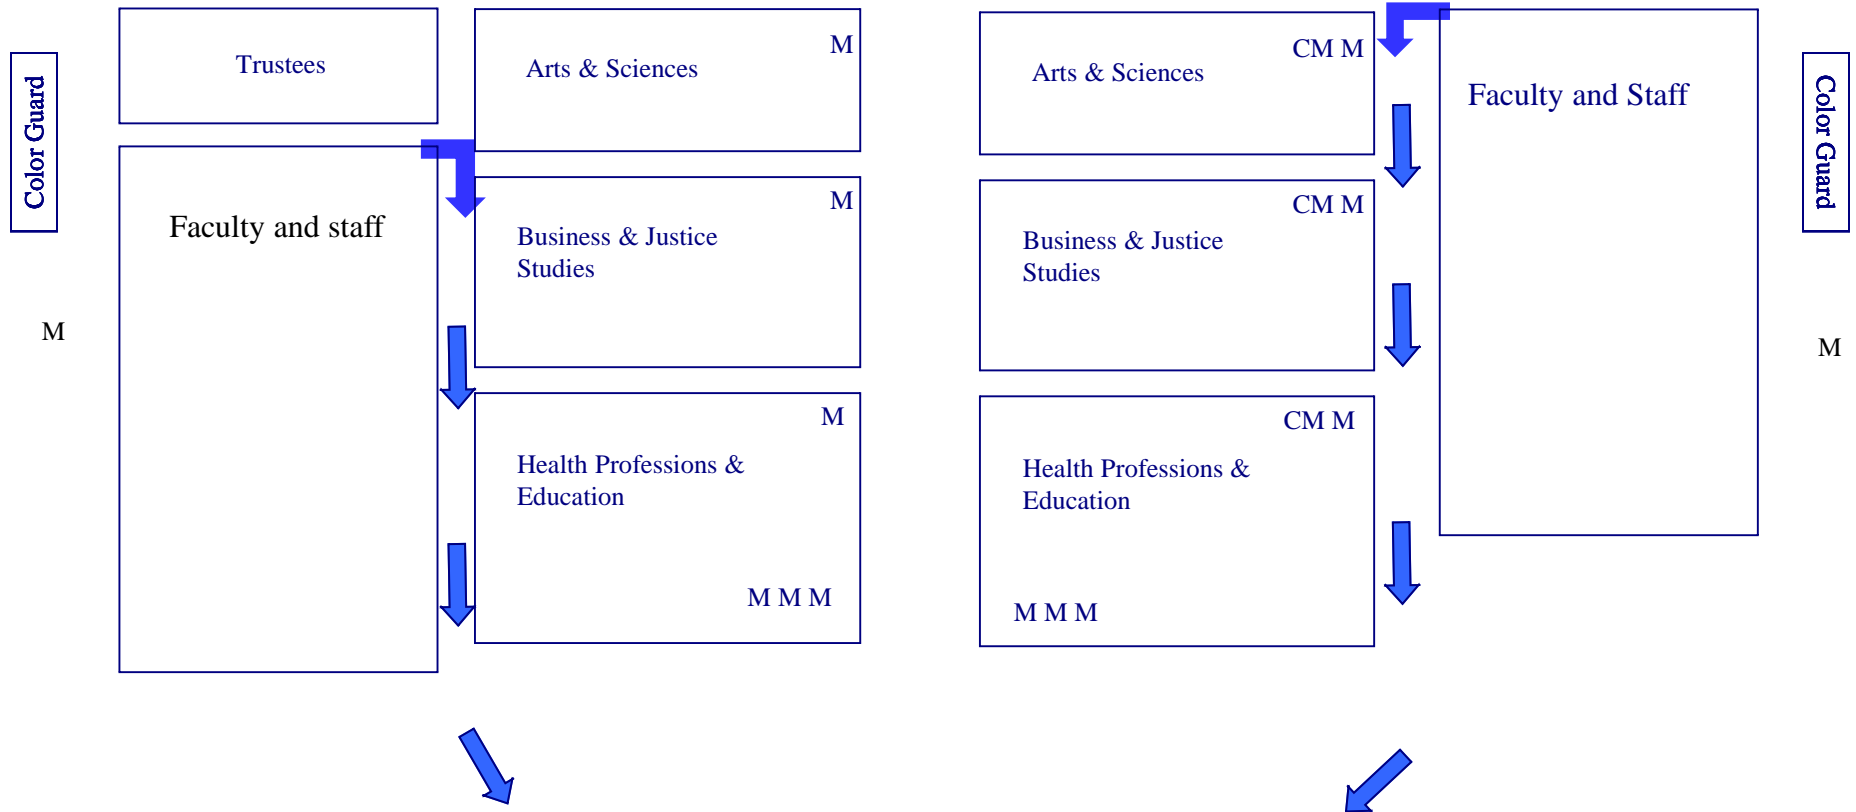 Color Guard
Trustees
Faculty and staff
M
M
Arts & Sciences
M
Business & Justice
Studies
M
Health Professions &
Education
M M M
CM M
Arts & Sciences
CM M
Business & Justice
Studies
CM M
Health Professions &
Education
M M M
Faculty and Staff
Color Guard
M